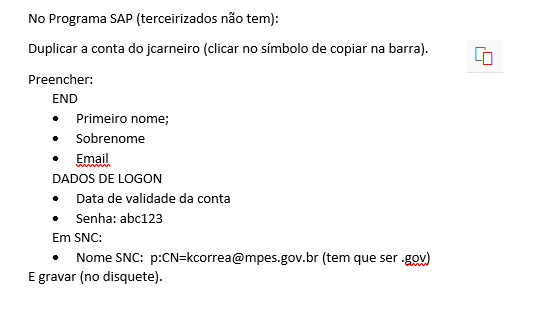 No Programa SAP (terceirizados não tem):
Duplicar a conta do jcarneiro (clicar no símbolo de copiar na barra).
Preencher:
END
• Primeiro nome;
• Sobrenome
• Email
DADOS DE LOGON
• Data de validade da conta
• Senha: abc123
Em SNC:
• Nome SNC:  p:CN=kcorrea@mpes.gov.br (tem que ser .gov)
E gravar (no disquete).